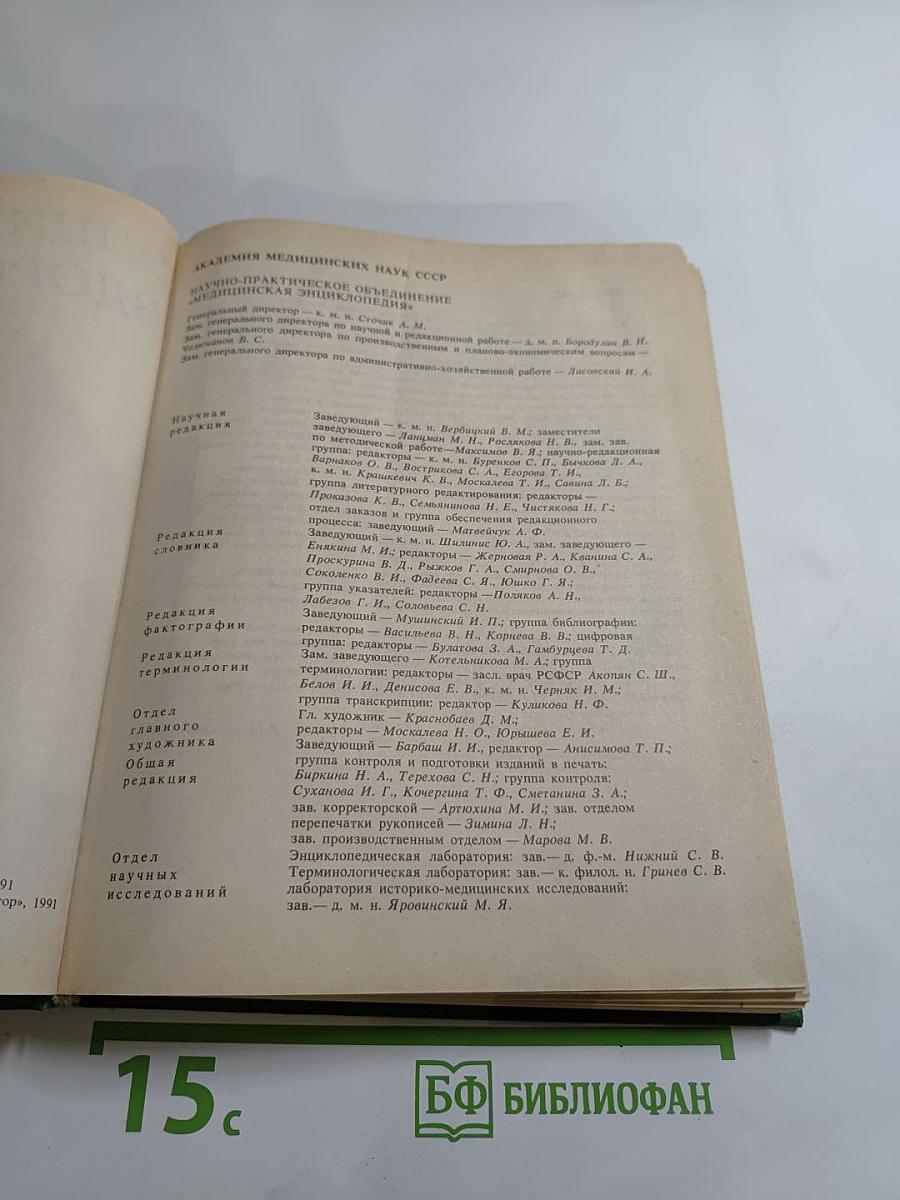 АКАДЕМИЯ МЕДИЦИНСКИХ НАУК СССР
НАУЧНО-ПРАКТИЧЕСКОЕ ОБЪЕДИНЕНИЕ
«МЕДИЦИНСКАЯ ЭНЦИКЛОПЕДИЯ»
Генеральный директор — к. м. н. Сточик А. М.
Зам. генерального директора по научной и редакционной работе — д. м. н. Бородулин В. И.
Зам. генерального директора по производственным и планово-экономическим вопросам —
В. С.
Зам. генерального директора по административно-хозяйственной работе — Лисовский И. А.
Научная
редакция
Заведующий — к. м. н. Вербицкий В. М.; заместители
заведующего — Ланцман М. Н., Рослякова Н. В., зам. зав.
по методической работе—Максимов В. Я.; научно-редакционная
группа: редакторы — к. м. н. Буренков С. П., Бычкова Л. А.,
Варнаков О. В., Вострикова С. А., Егорова Т. И.,
к. м. н. Крашкевич К. В., Москалева Т. И., Савина Л. Б.;
группа литературного редактирования: редакторы —
Проказова К. В., Семьянинова Н. Е., Чистякова Н. Г.;
отдел заказов и группа обеспечения редакционного
процесса: заведующий — Матвейчук А. Ф.
Редакция
словника
Заведующий — к. м. н. Шилинис Ю. А., зам. заведующего —
Енякина М. И.; редакторы — Жерновая Р. А., Кванина С. А.,
Проскурина В. Д., Рыжков Г. А., Смирнова О. В.,
Соколенко В. И., Фадеева С. Я., Юшко Г. Я.;
группа указателей: редакторы —Поляков А. Н.,
Лабезов Г. И., Соловьева С. Н.
Редакция
фактографии
Заведующий — Мушинский И. П.; группа библиографии:
редакторы — Васильева В. Н., Корнева В. В.; цифровая
группа: редакторы — Булатова З. А., Гамбурцева Т. Д.
Редакция
терминологии
Зам. заведующего — Котельникова М. А.; группа
терминологии: редакторы — засл. врач РСФСР Акопян С. Ш.,
Белов И. И., Денисова Е. В., к. м. н. Черняк И. М.;
группа транскрипции: редактор — Куликова Н. Ф.
Отдел
главного
художника
Гл. художник — Краснобаев Д. М.;
редакторы — Москалева Н. О., Юрышева Е. И.
Общая
редакция
Заведующий — Барбаш И. И., редактор — Анисимова Т. П.;
группа контроля и подготовки изданий в печать:
Биркина Н. А., Терехова С. Н.; группа контроля:
Суханова И. Г., Кочергина Т. Ф., Сметанина З. А.;
зав. корректорской — Артюхина М. И.; зав. отделом
перепечатки рукописей — Зимина Л. Н.;
зав. производственным отделом — Марова М. В.
Отдел
научных
исследований
Энциклопедическая лаборатория: зав.— д. ф.-м. Нижний С. В.
Терминологическая лаборатория: зав.— к. филол. н. Гринев С. В.
лаборатория историко-медицинских исследований:
зав.— д. м. н. Яровинский М. Я.
91
тор», 1991
15 с
БФ БИБЛИОФАН